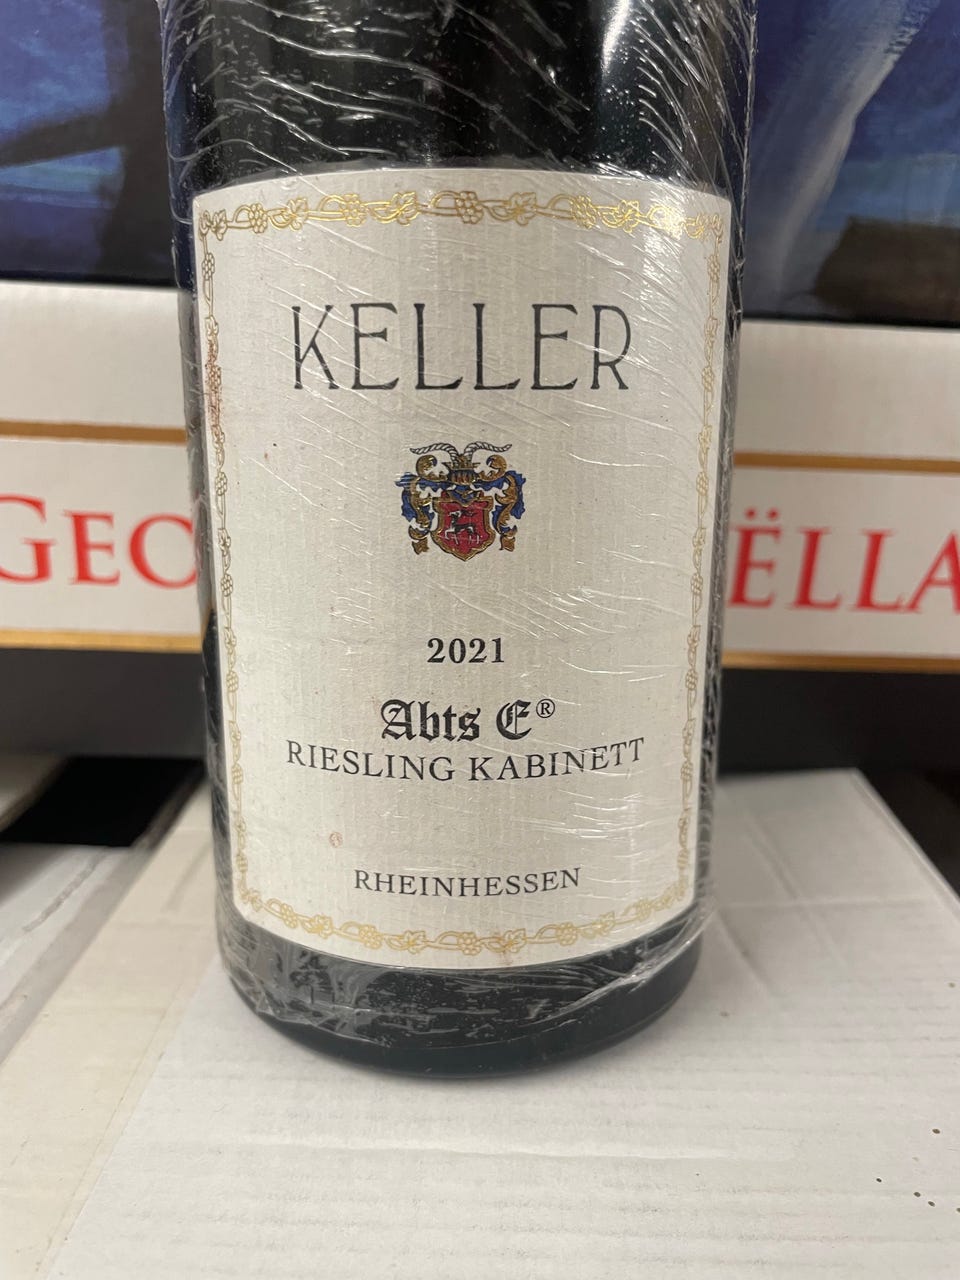 KELLER
2021
Abts E®
RIESLING KABINETT
RHEINHESSEN
GEO
ËLLA